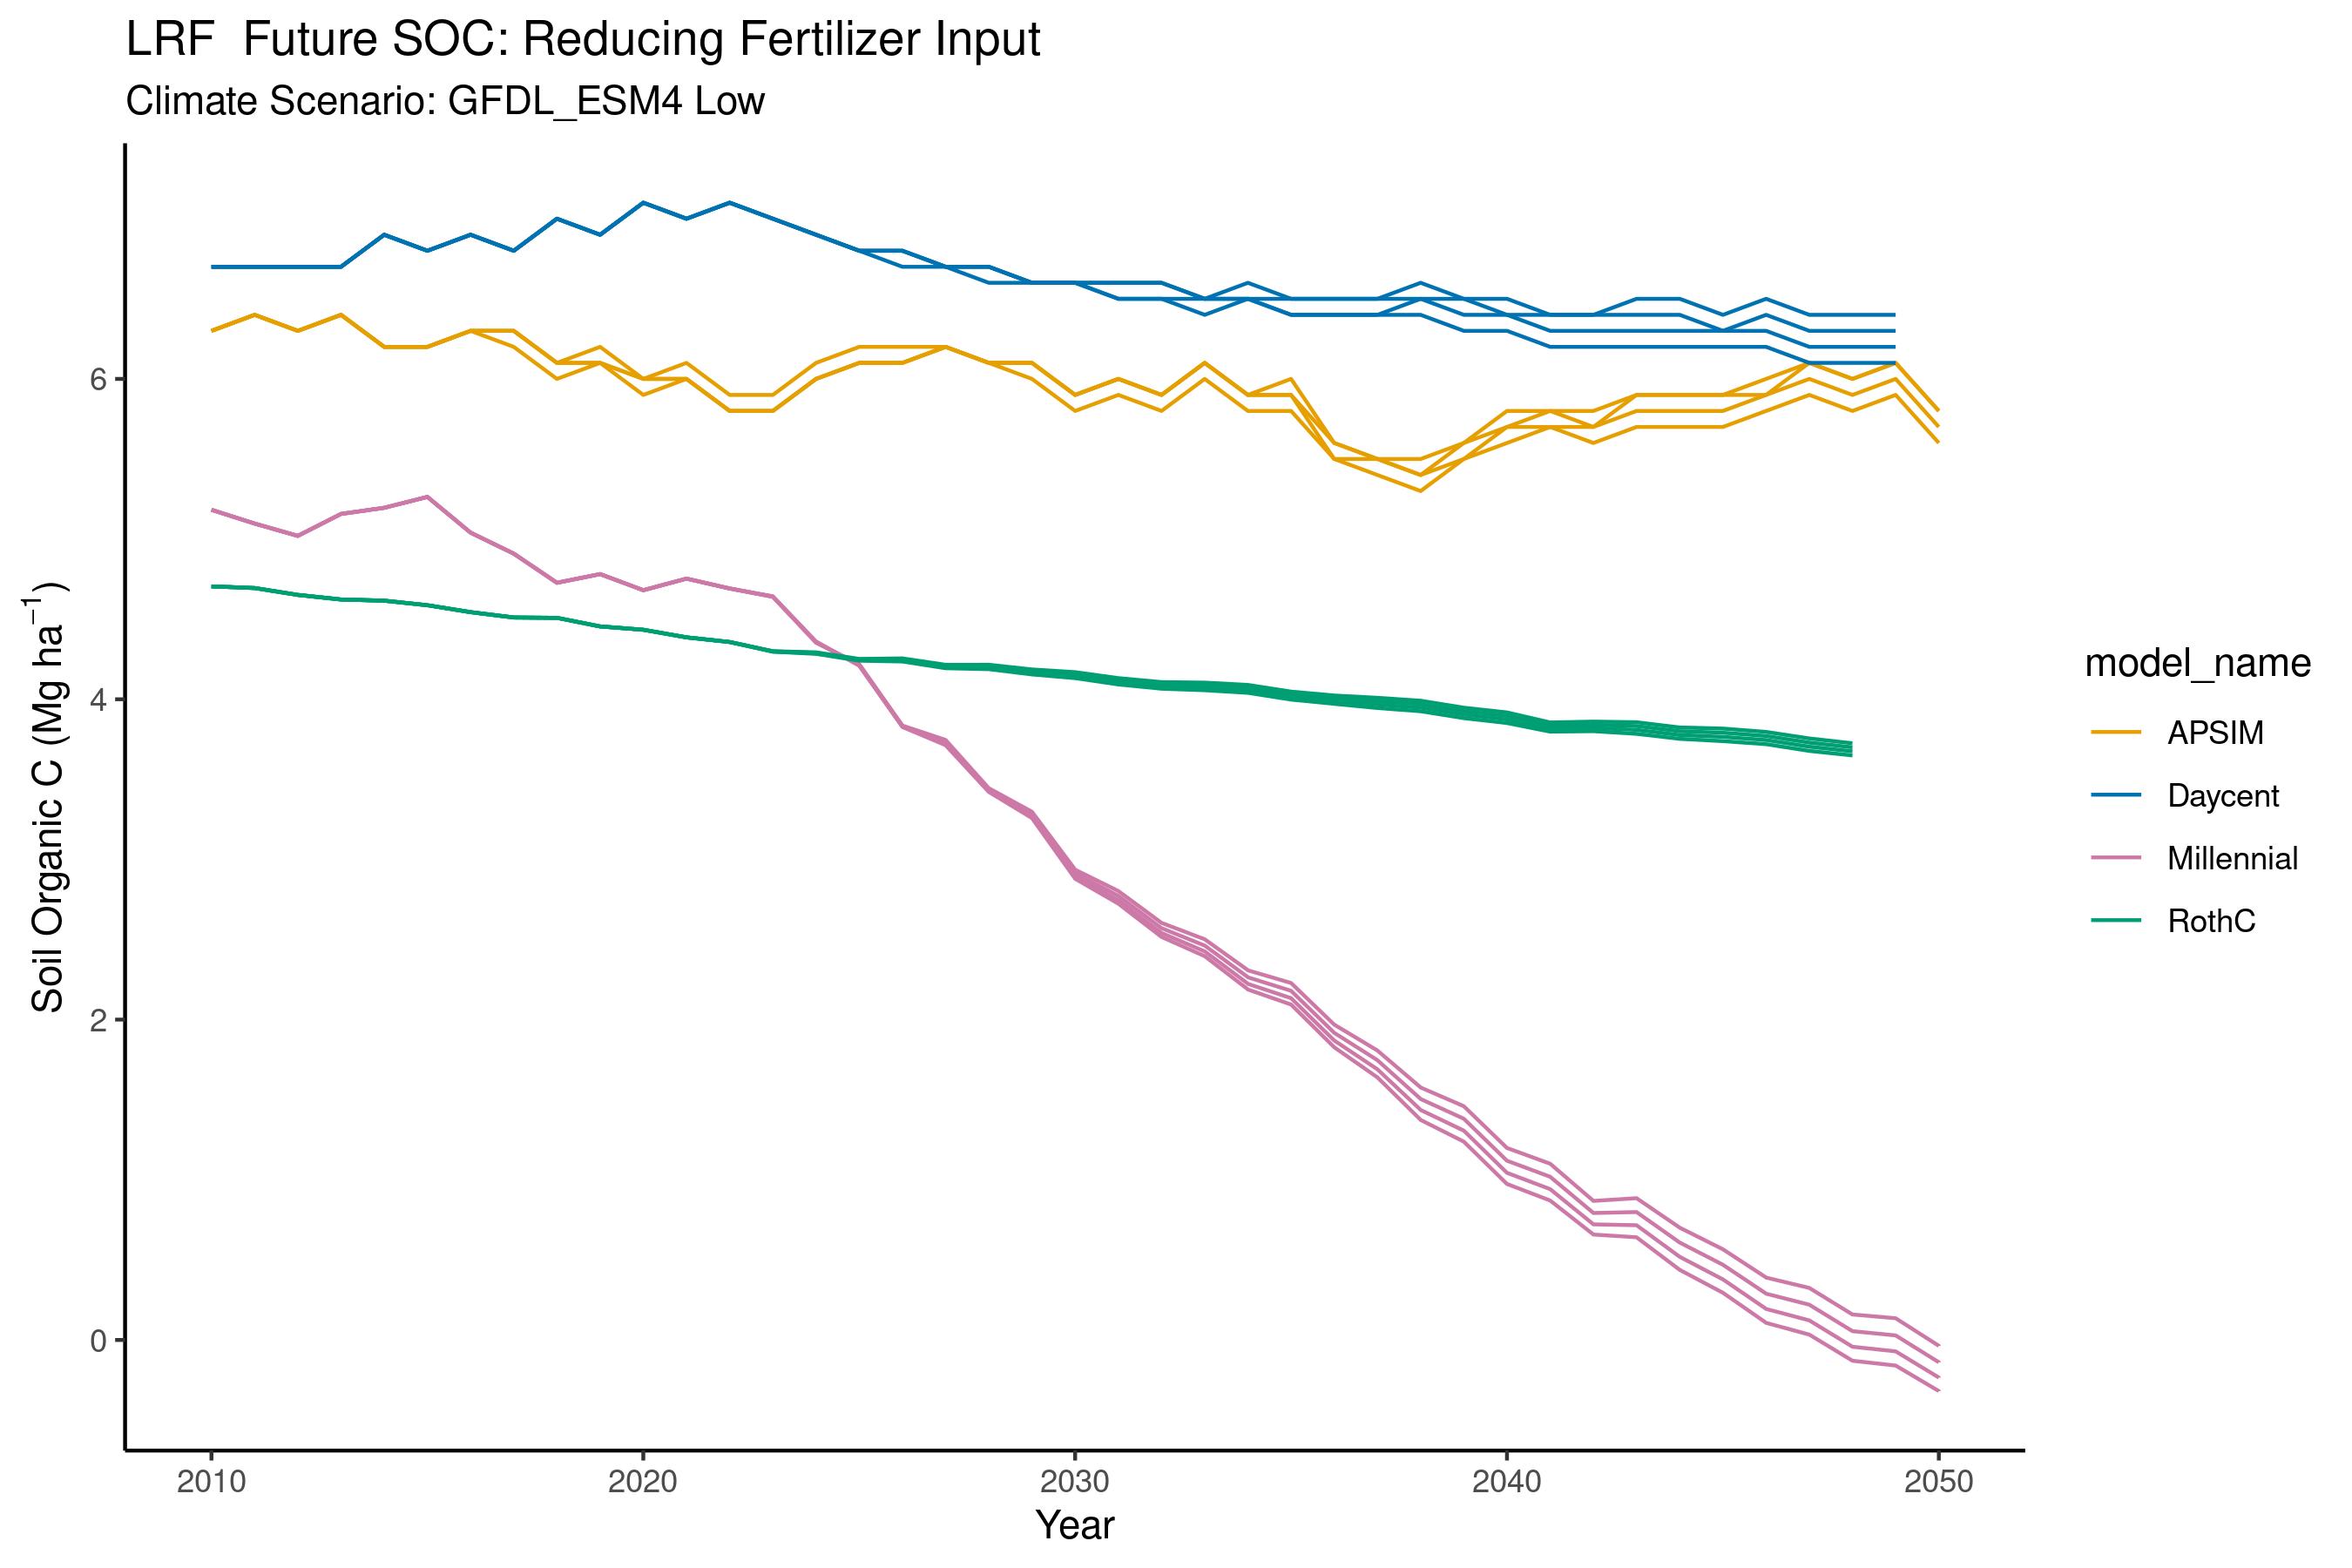 LRF  Future SOC: Reducing Fertilizer Input
Climate Scenario: GFDL_ESM4 Low
Soil Organic C (Mg ha⁻¹)
6
4
2
0
2010 2020 2030 2040 2050
Year
model_name
APSIM
Daycent
Millennial
RothC